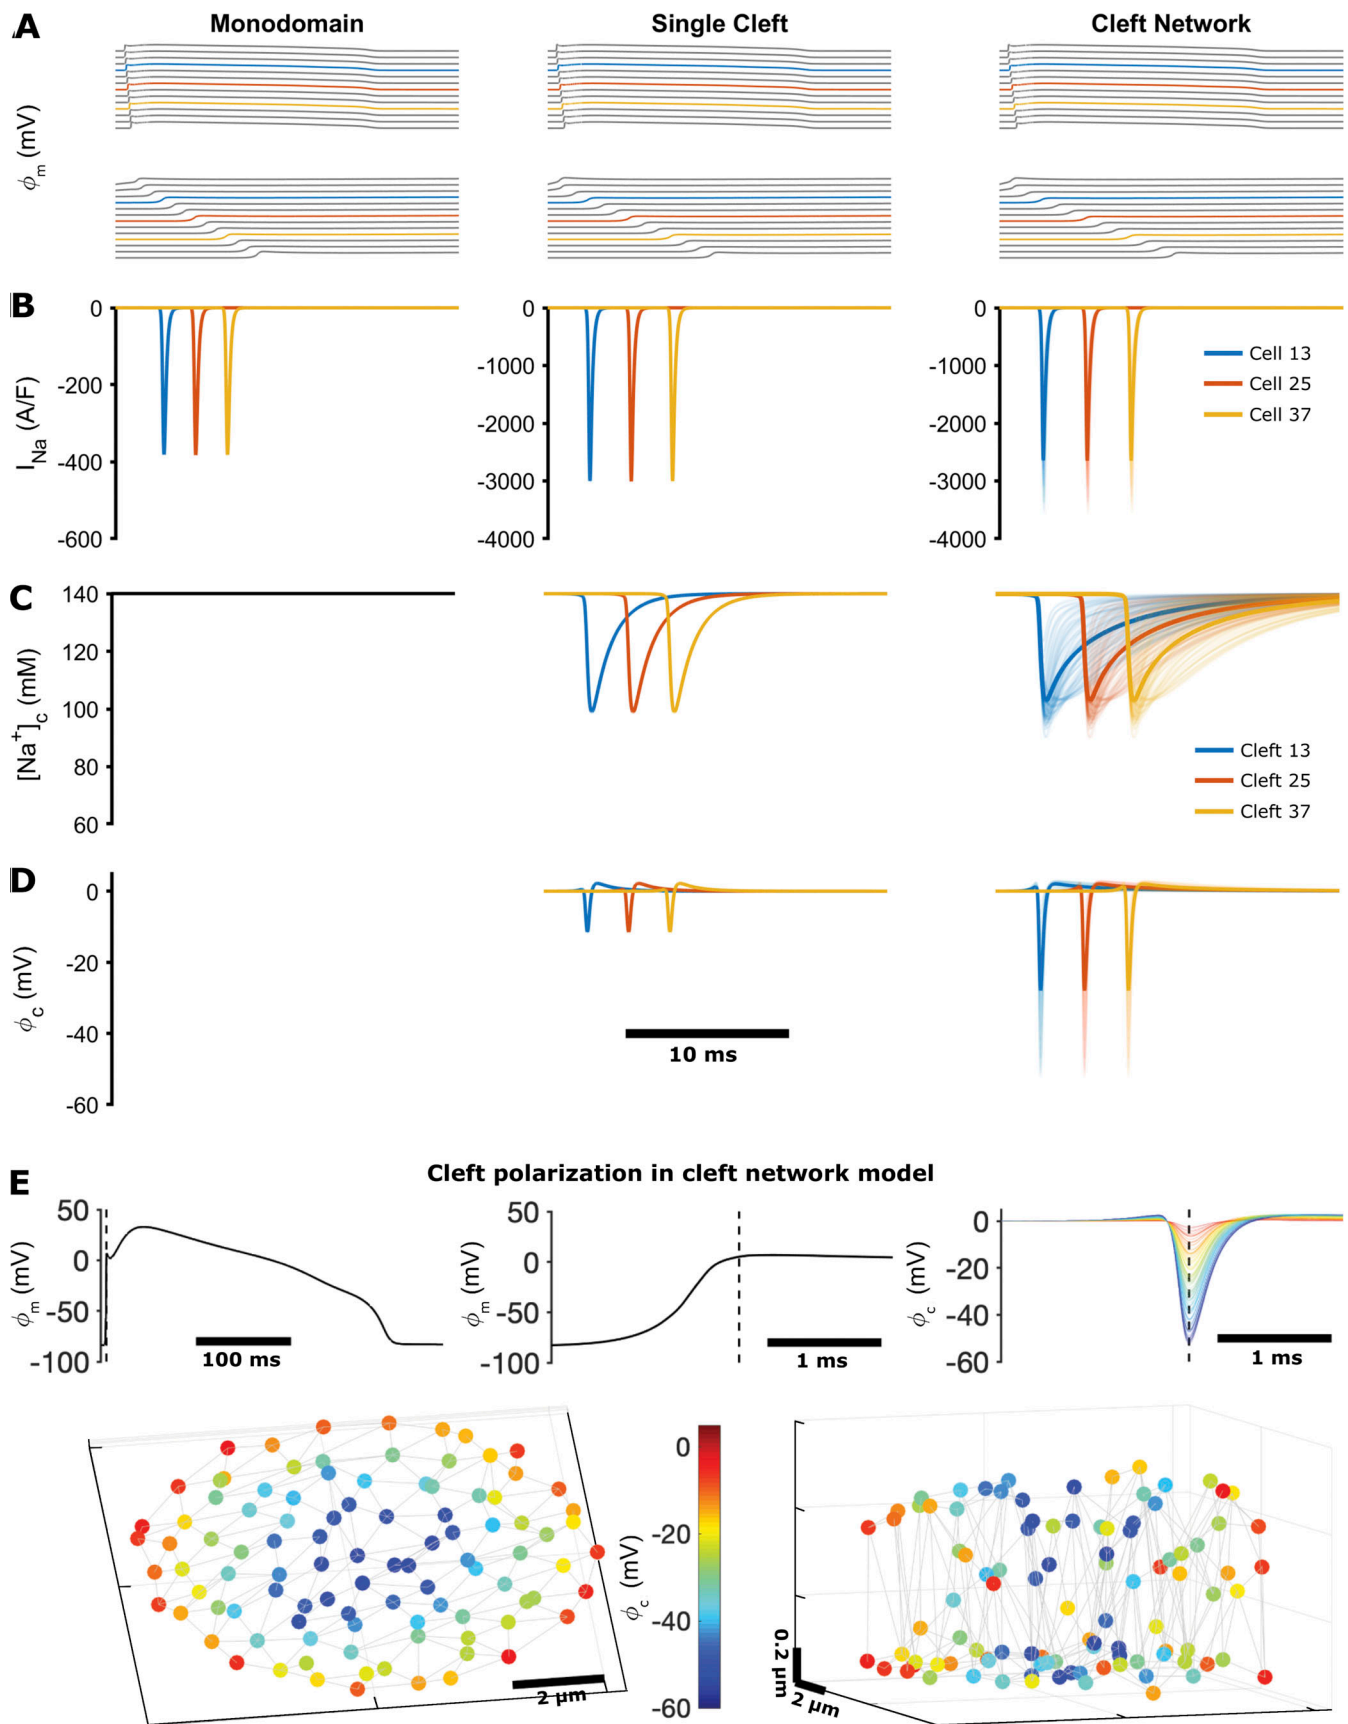 A
Monodomain
Single Cleft
Cleft Network
ϕm (mV)
B
INa (A/F)
0
-200
-400
-600
0
-1000
-2000
-3000
-4000
0
-1000
-2000
-3000
-4000
Cell 13
Cell 25
Cell 37
C
[Na+]c (mM)
140
120
100
80
60
Cleft 13
Cleft 25
Cleft 37
D
ϕc (mV)
0
-20
-40
-60
10 ms
E
Cleft polarization in cleft network model
ϕm (mV)
50
0
-50
-100
100 ms
ϕm (mV)
50
0
-50
-100
1 ms
ϕc (mV)
0
-20
-40
-60
1 ms
2 μm
ϕc (mV)
0
-20
-40
-60
0.2 μm
2 μm